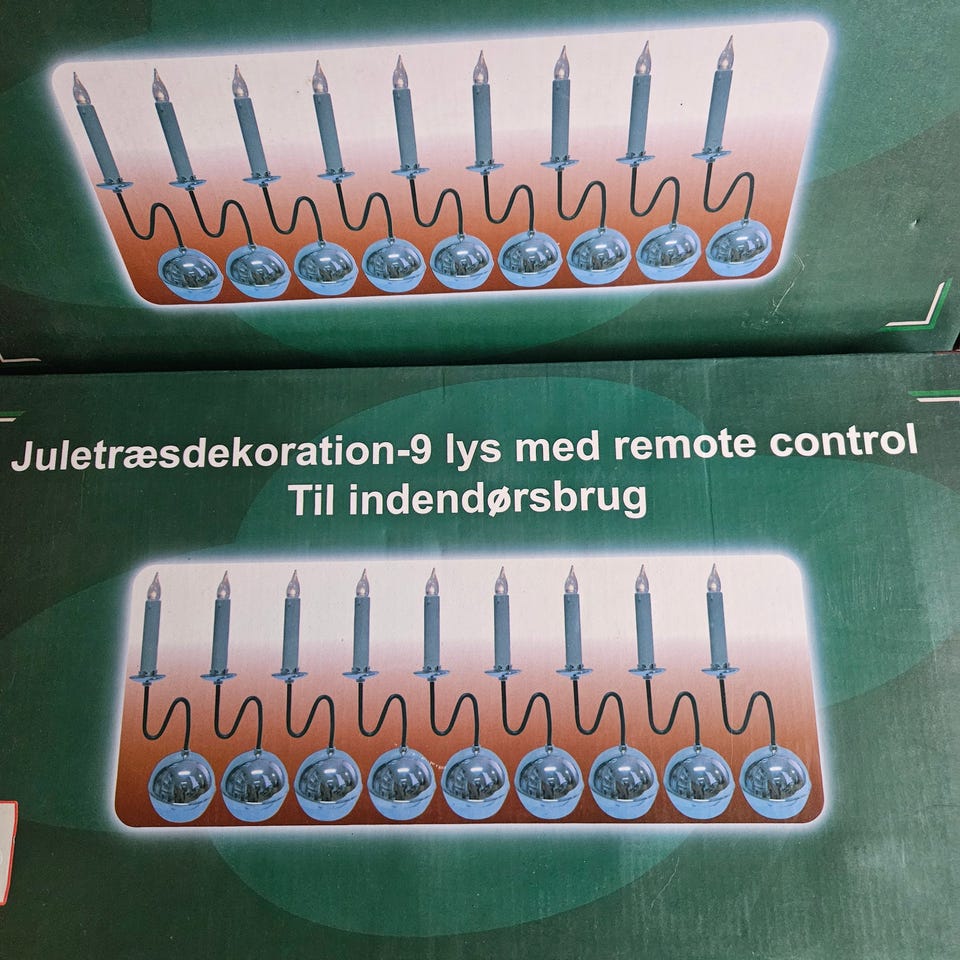 Juletræsdekoration-9 lys med remote control
Til indendørsbrug